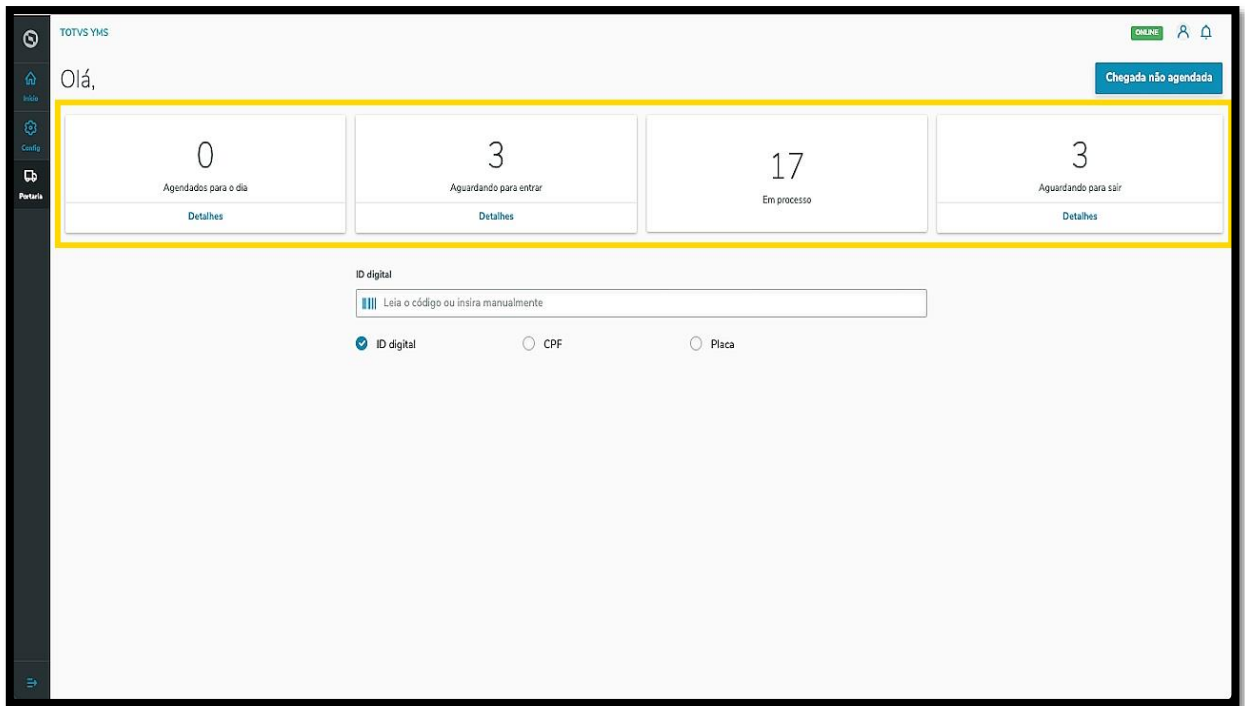 TOTVS YMS
ONLINE
Olá,
Chegada não agendada
Início
Config
Portaria
0
Agendados para o dia
Detalhes
3
Aguardando para entrar
Detalhes
17
Em processo
3
Aguardando para sair
Detalhes
ID digital
Leia o código ou insira manualmente
ID digital
CPF
Placa